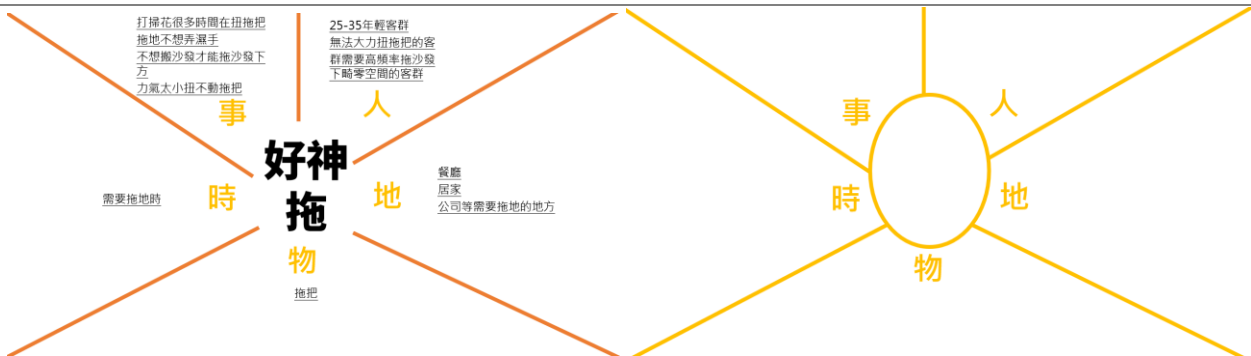 打掃花很多時間在扭拖把
拖地不想弄濕手
不想搬沙發才能拖沙發下
方
力氣太小扭不動拖把
事
25-35年輕客群
無法大力扭拖把的客
群需要高頻率拖沙發
下畸零空間的客群
人
好神
拖
需要拖地時
時
地
餐廳
居家
公司等需要拖地的地方
物
拖把
事
人
時
地
物